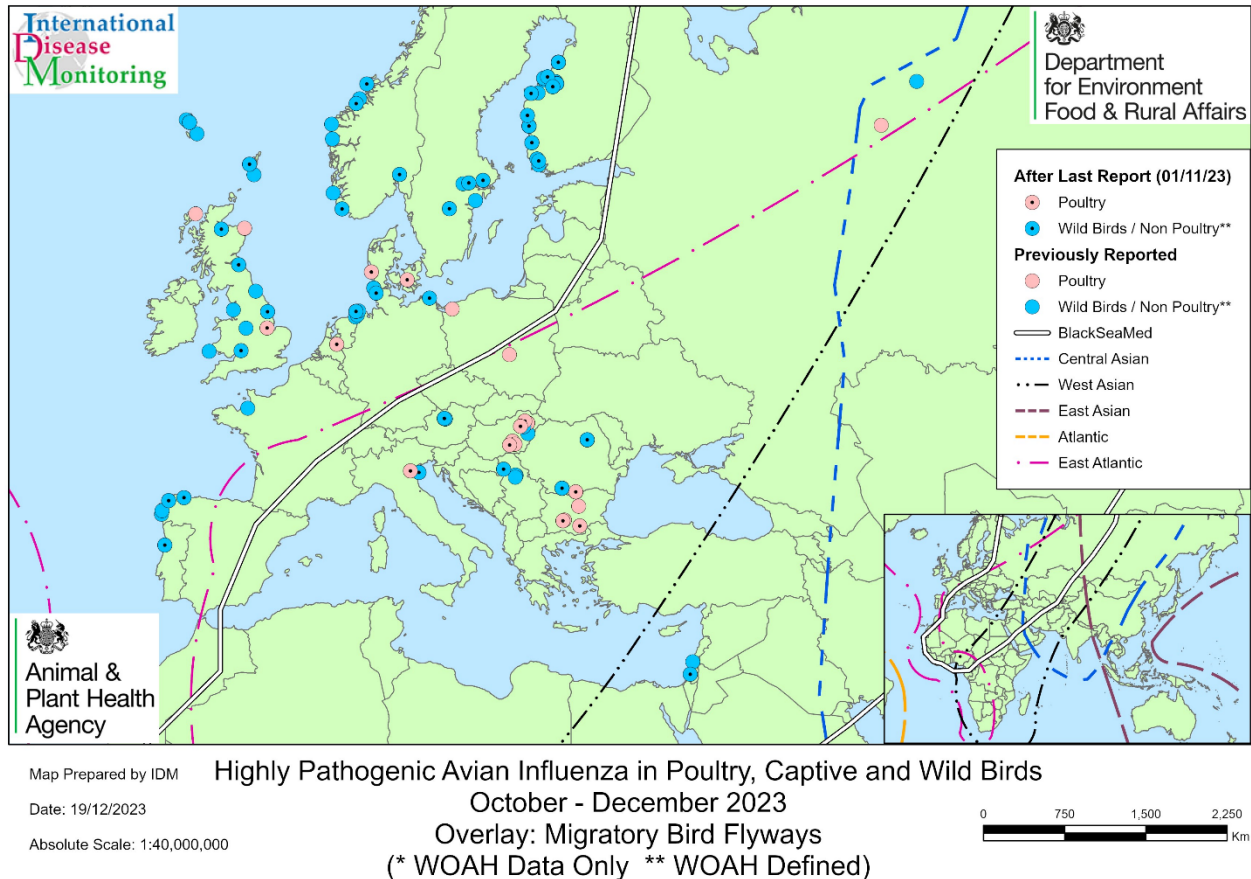 International
Disease
Monitoring
Department
for Environment
Food & Rural Affairs
After Last Report (01/11/23)
Poultry
Wild Birds / Non Poultry**
Previously Reported
Poultry
Wild Birds / Non Poultry**
BlackSeaMed
Central Asian
West Asian
East Asian
Atlantic
East Atlantic
Animal &
Plant Health
Agency
Map Prepared by IDM
Date: 19/12/2023
Absolute Scale: 1:40,000,000
Highly Pathogenic Avian Influenza in Poultry, Captive and Wild Birds
October - December 2023
Overlay: Migratory Bird Flyways
(* WOAH Data Only ** WOAH Defined)
0 750 1,500 2,250
Km